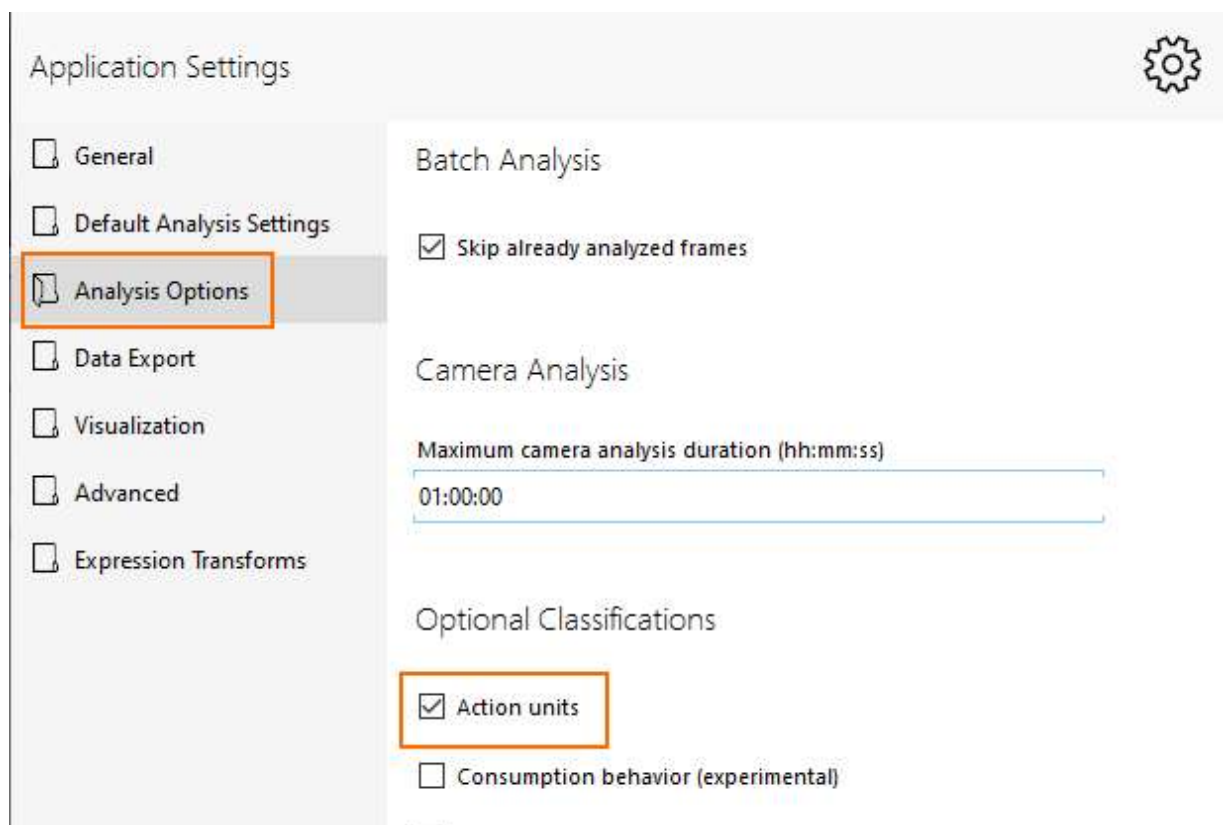 Application Settings
General
Default Analysis Settings
Analysis Options
Data Export
Visualization
Advanced
Expression Transforms
Batch Analysis
Skip already analyzed frames
Camera Analysis
Maximum camera analysis duration (hh:mm:ss)
01:00:00
Optional Classifications
Action units
Consumption behavior (experimental)